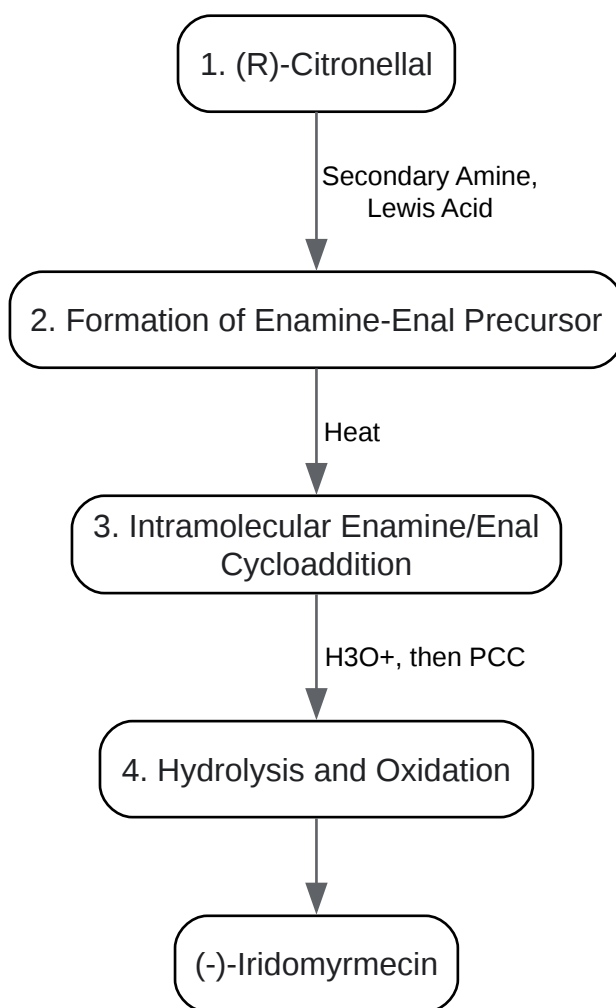 1. (R)-Citronellal
Secondary Amine,
Lewis Acid
2. Formation of Enamine-Enal Precursor
Heat
3. Intramolecular Enamine/Enal
Cycloaddition
H3O+, then PCC
4. Hydrolysis and Oxidation
(-)-Iridomyrmecin